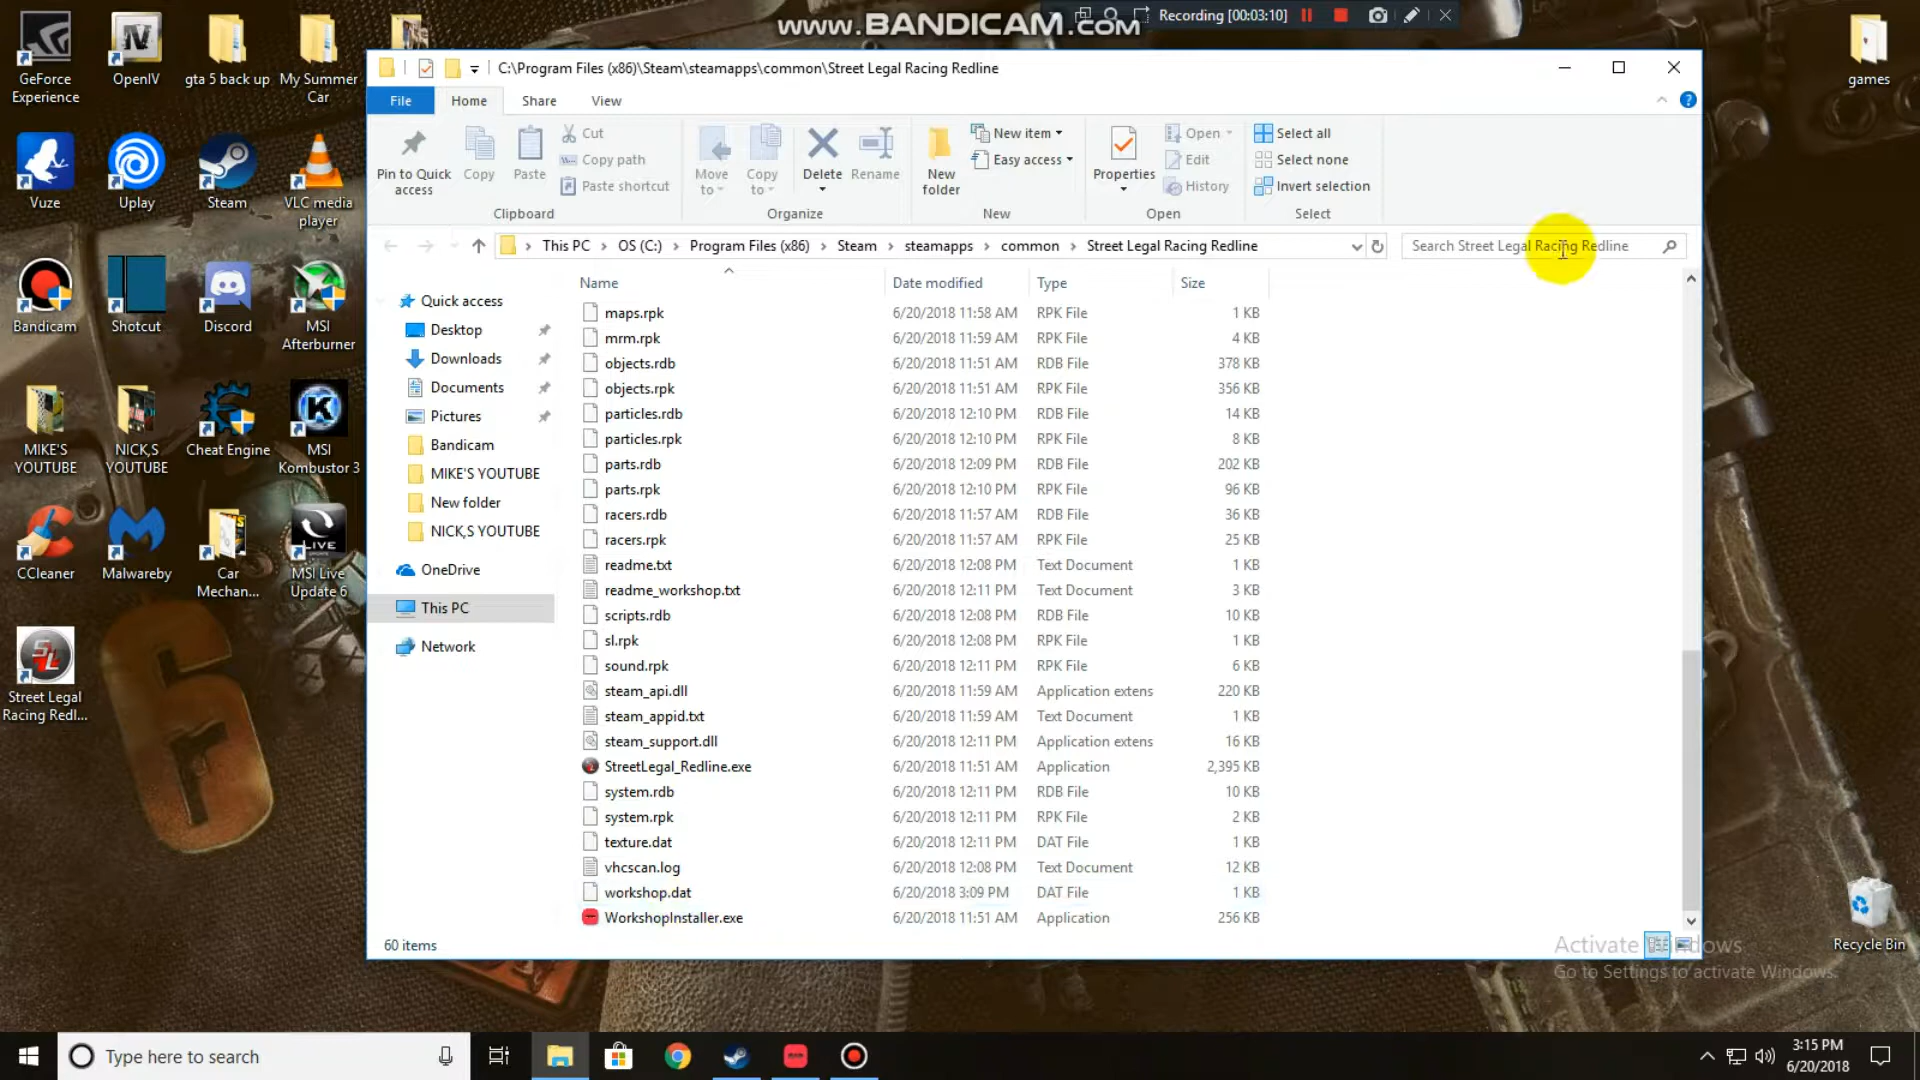 www.BANDICAM.com
Recording [00:03:10]
GeForce
Experience
OpenIV
gta 5 back up
My Summer
Car
games
Vuze
Uplay
Steam
VLC media
player
Bandicam
Shotcut
Discord
MSI
Afterburner
MIKE'S
YOUTUBE
NICK,S
YOUTUBE
Cheat Engine
MSI
Kombustor 3
CCleaner
Malwareby
Car
Mechan...
MSI Live
Update 6
LIVE
Street Legal
Racing Redl...
C:\Program Files (x86)\Steam\steamapps\common\Street Legal Racing Redline
File
Home
Share
View
Pin to Quick
access
Copy
Paste
Cut
Copy path
Paste shortcut
Clipboard
Move
to
Copy
to
Delete
Rename
Organize
New
folder
New item
Easy access
New
Properties
Open
Edit
History
Open
Select all
Select none
Invert selection
Select
This PC > OS (C:) > Program Files (x86) > Steam > steamapps > common > Street Legal Racing Redline
Search Street Legal Racing Redline
Quick access
Desktop
Downloads
Documents
Pictures
Bandicam
MIKE'S YOUTUBE
New folder
NICK,S YOUTUBE
OneDrive
This PC
Network
Name Date modified Type Size
maps.rpk 6/20/2018 11:58 AM RPK File 1 KB
mrm.rpk 6/20/2018 11:59 AM RPK File 4 KB
objects.rdb 6/20/2018 11:51 AM RDB File 378 KB
objects.rpk 6/20/2018 11:51 AM RPK File 356 KB
particles.rdb 6/20/2018 12:10 PM RDB File 14 KB
particles.rpk 6/20/2018 12:10 PM RPK File 8 KB
parts.rdb 6/20/2018 12:09 PM RDB File 202 KB
parts.rpk 6/20/2018 12:10 PM RPK File 96 KB
racers.rdb 6/20/2018 11:57 AM RDB File 36 KB
racers.rpk 6/20/2018 11:57 AM RPK File 25 KB
readme.txt 6/20/2018 12:08 PM Text Document 1 KB
readme_workshop.txt 6/20/2018 12:11 PM Text Document 3 KB
scripts.rdb 6/20/2018 12:08 PM RDB File 10 KB
sl.rpk 6/20/2018 12:08 PM RPK File 1 KB
sound.rpk 6/20/2018 12:11 PM RPK File 6 KB
steam_api.dll 6/20/2018 11:59 AM Application extens 220 KB
steam_appid.txt 6/20/2018 11:59 AM Text Document 1 KB
steam_support.dll 6/20/2018 12:11 PM Application extens 16 KB
StreetLegal_Redline.exe 6/20/2018 11:51 AM Application 2,395 KB
system.rdb 6/20/2018 12:11 PM RDB File 10 KB
system.rpk 6/20/2018 12:11 PM RPK File 2 KB
texture.dat 6/20/2018 12:11 PM DAT File 1 KB
vhcscan.log 6/20/2018 12:08 PM Text Document 12 KB
workshop.dat 6/20/2018 3:09 PM DAT File 1 KB
WorkshopInstaller.exe 6/20/2018 11:51 AM Application 256 KB
60 items
Activate Windows
Go to Settings to activate Windows.
Recycle Bin
Type here to search
3:15 PM
6/20/2018